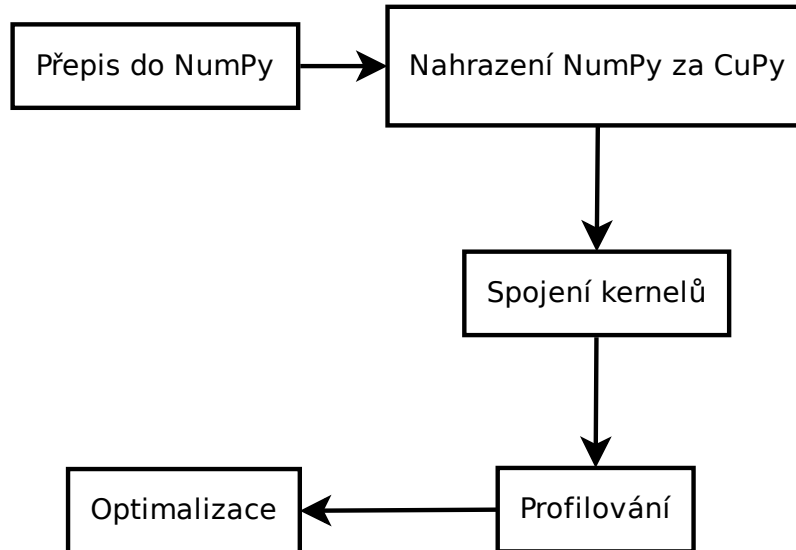 Přepis do NumPy
Nahrazení NumPy za CuPy
Spojení kernelů
Profilování
Optimalizace